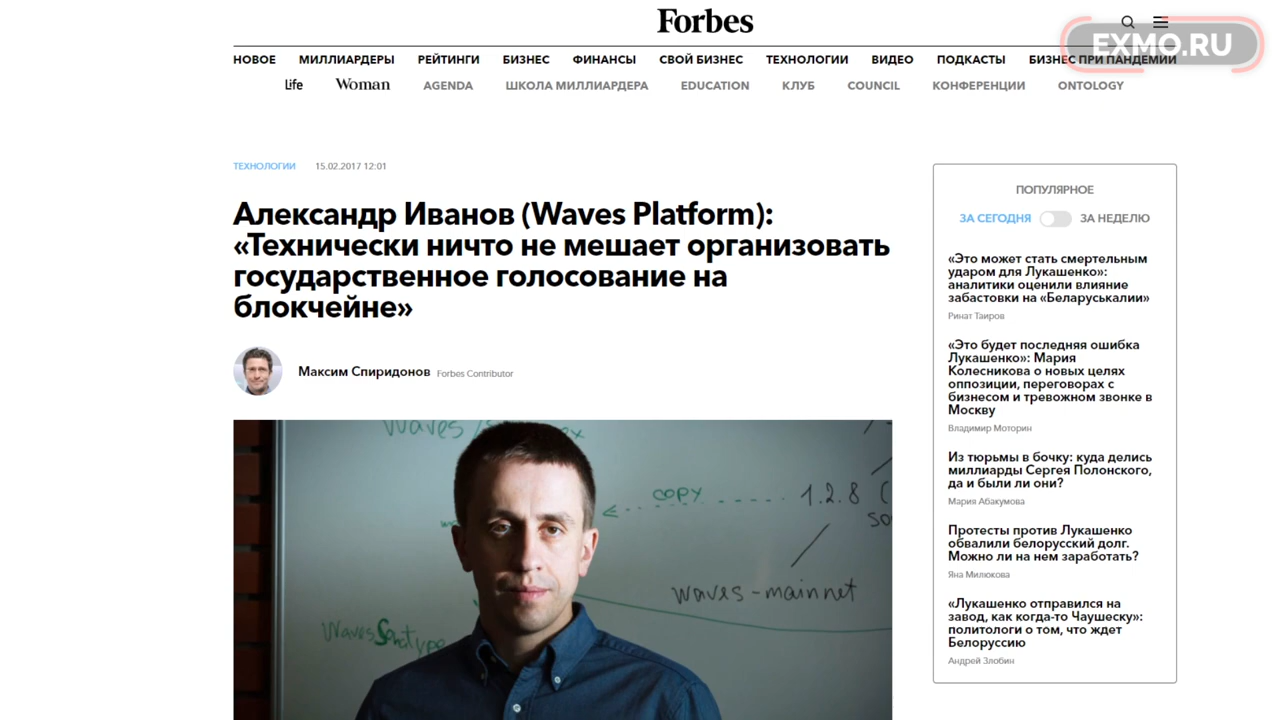 Forbes
EXMO.RU
НОВОЕ МИЛЛИАРДЕРЫ РЕЙТИНГИ БИЗНЕС ФИНАНСЫ СВОЙ БИЗНЕС ТЕХНОЛОГИИ ВИДЕО ПОДКАСТЫ БИЗНЕС ПРИ ПАНДЕМИИ
Life Woman AGENDA ШКОЛА МИЛЛИАРДЕРА EDUCATION КЛУБ COUNCIL КОНФЕРЕНЦИИ ONTOLOGY
ТЕХНОЛОГИИ 15.02.2017 12:01
Александр Иванов (Waves Platform):
«Технически ничто не мешает организовать
государственное голосование на
блокчейне»
Максим Спиридонов Forbes Contributor
Waves
copy
1.2.8
waves-mainnet
ПОПУЛЯРНОЕ
ЗА СЕГОДНЯ ЗА НЕДЕЛЮ
«Это может стать смертельным
ударом для Лукашенко»:
аналитики оценили влияние
забастовки на «Беларуськалии»
Ринат Таиров
«Это будет последняя ошибка
Лукашенко»: Мария
Колесникова о новых целях
оппозиции, переговорах с
бизнесом и тревожном звонке в
Москву
Владимир Моторин
Из тюрьмы в бочку: куда делись
миллиарды Сергея Полонского,
да и были ли они?
Мария Абакумова
Протесты против Лукашенко
обвалили белорусский долг.
Можно ли на нем заработать?
Яна Милюкова
«Лукашенко отправился на
завод, как когда-то Чаушеску»:
политологи о том, что ждет
Белоруссию
Андрей Злобин